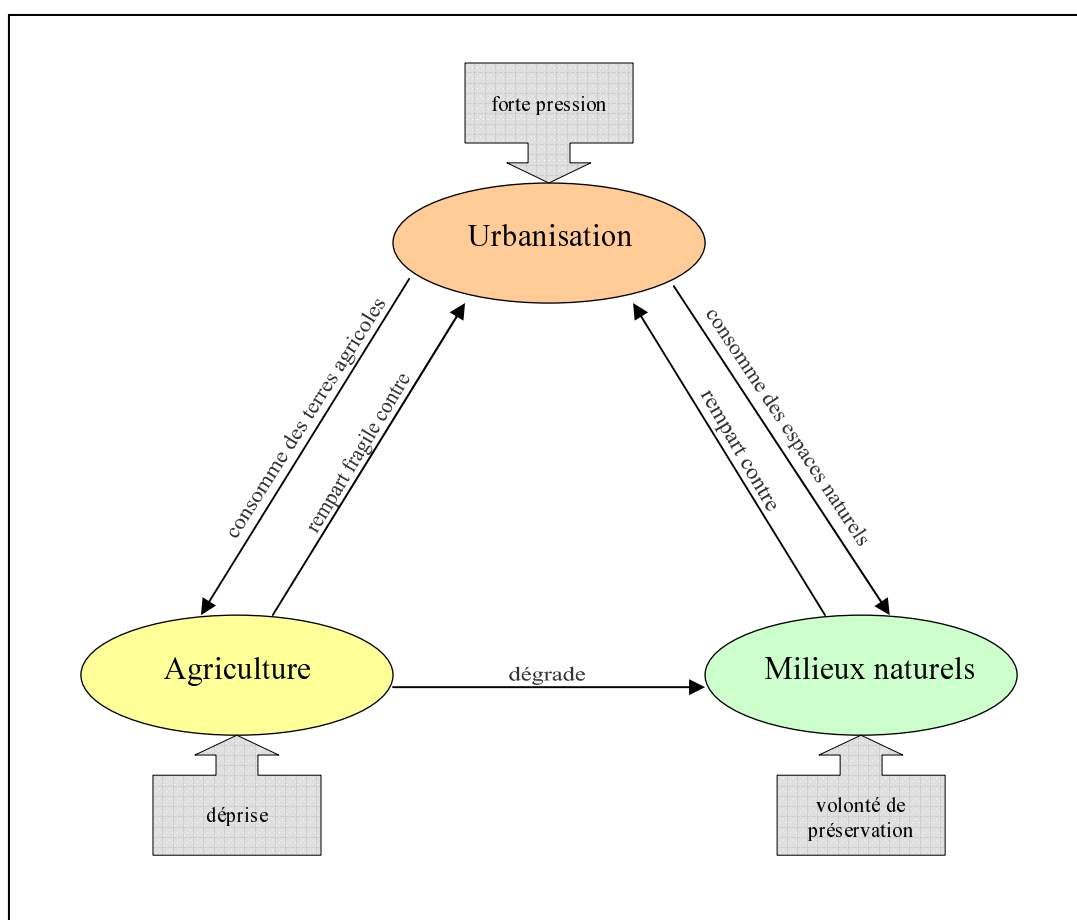 forte pression
Urbanisation
consomme des terres agricoles
rempart fragile contre
rempart contre
consomme des espaces naturels
Agriculture
dégrade
Milieux naturels
déprise
volonté de
préservation